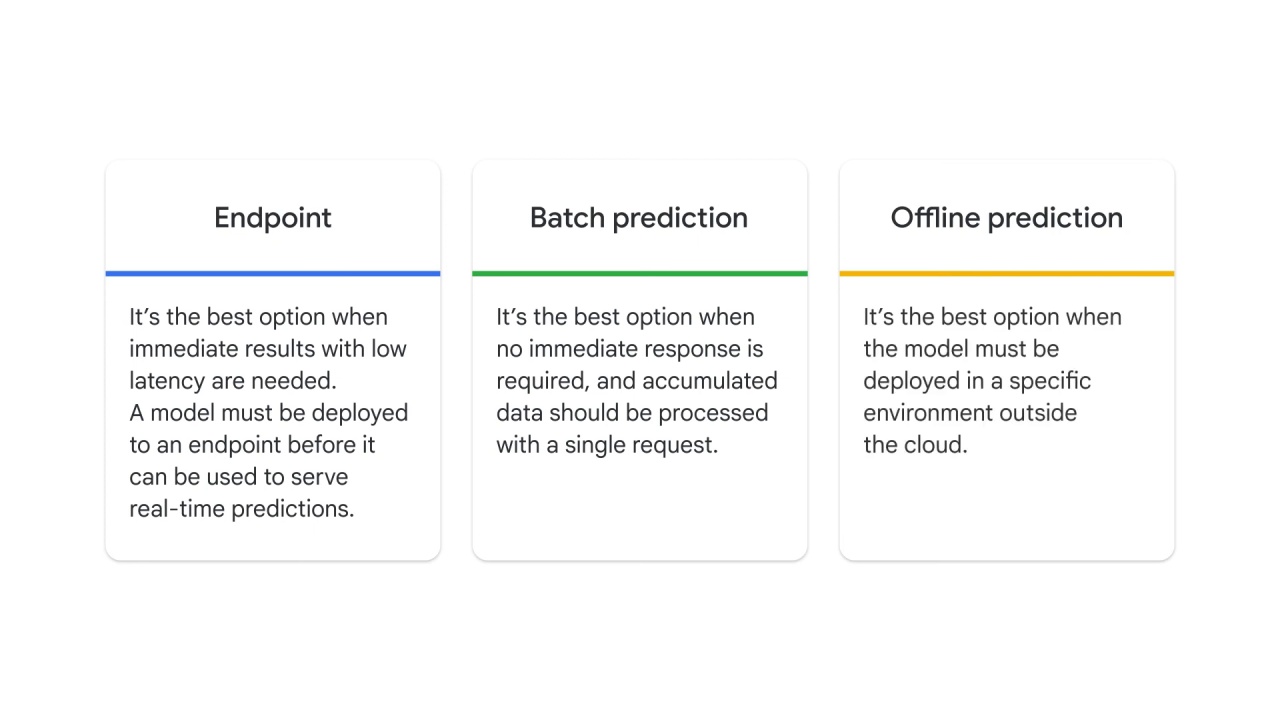 Endpoint
It’s the best option when
immediate results with low
latency are needed.
A model must be deployed
to an endpoint before it
can be used to serve
real-time predictions.
Batch prediction
It’s the best option when
no immediate response is
required, and accumulated
data should be processed
with a single request.
Offline prediction
It’s the best option when
the model must be
deployed in a specific
environment outside
the cloud.